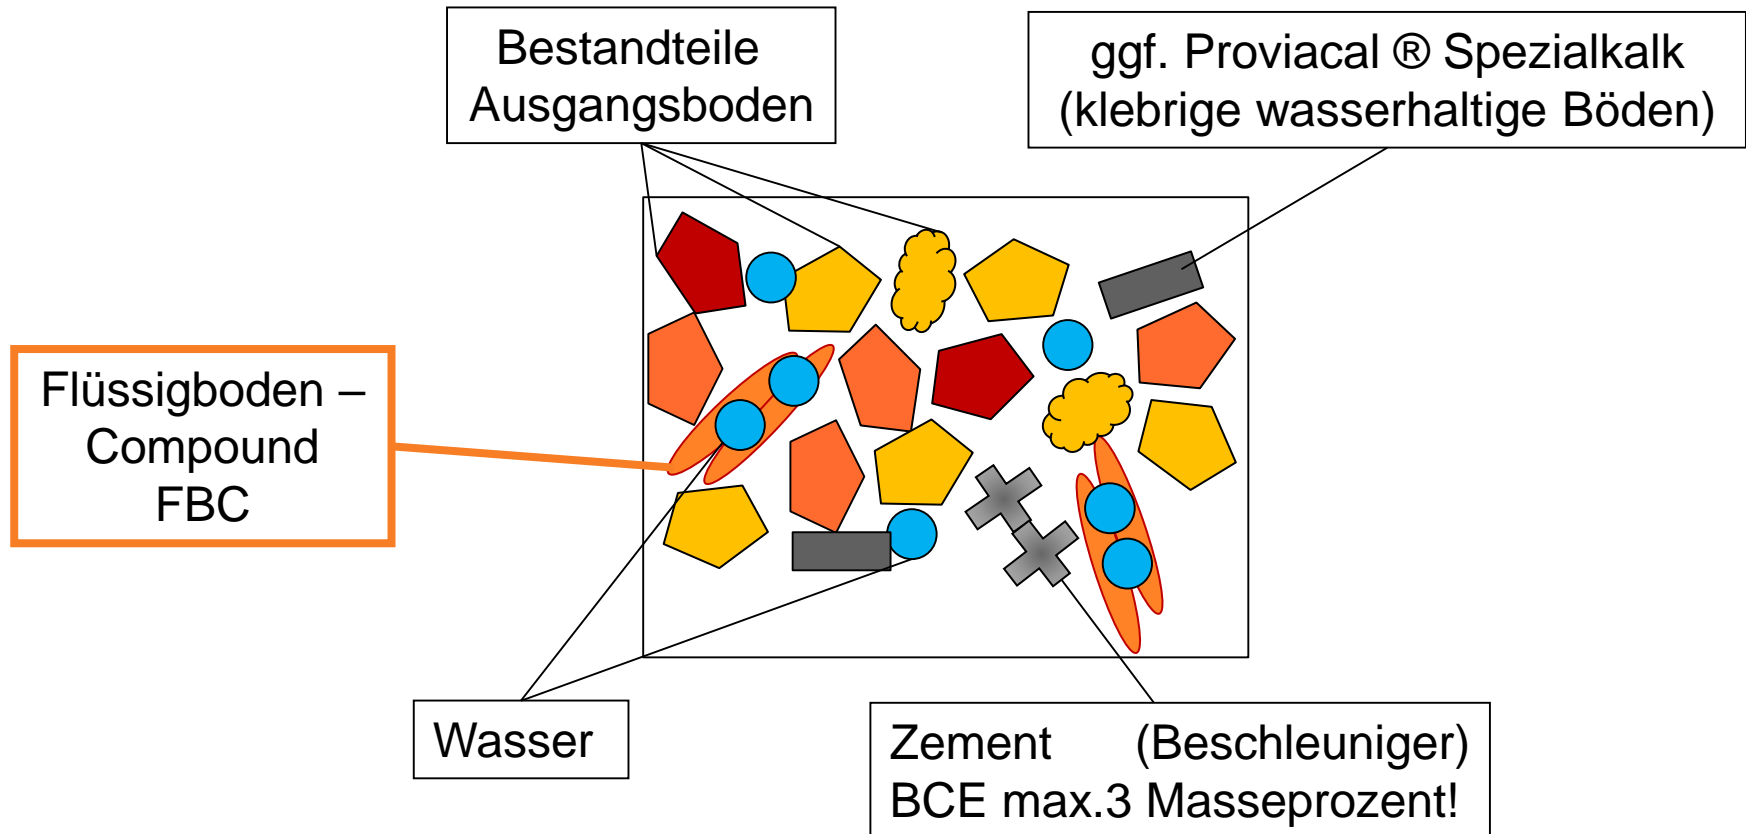 Bestandteile
Ausgangsboden
ggf. Proviacal ® Spezialkalk
(klebrige wasserhaltige Böden)
Flüssigboden –
Compound
FBC
Wasser
Zement (Beschleuniger)
BCE max.3 Masseprozent!